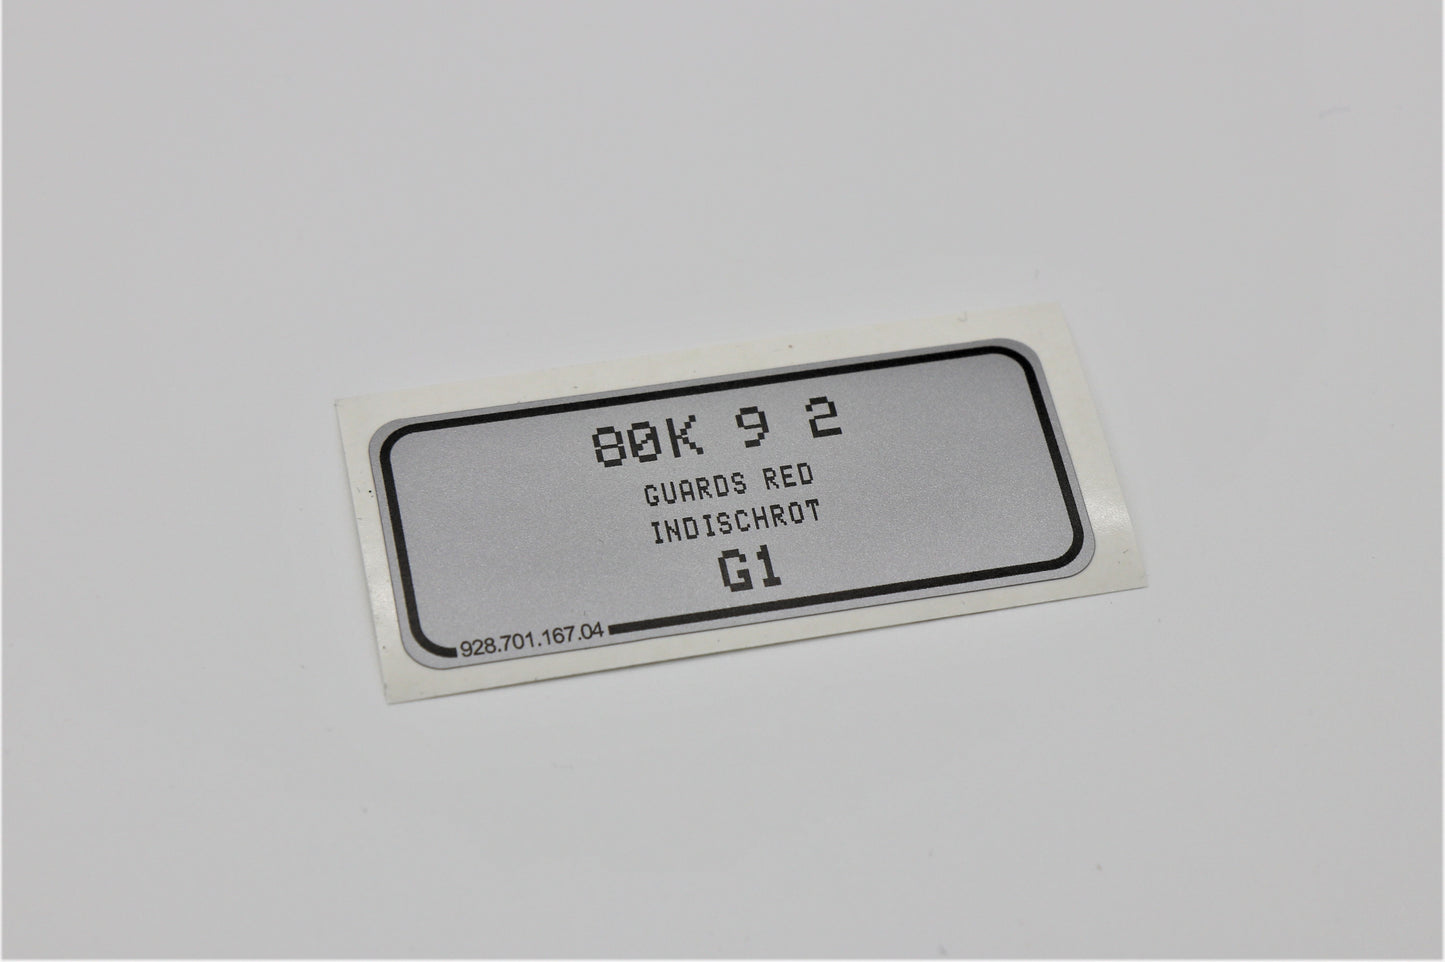 80K 9 2
GUARDS RED
INDISCHROT
G1
928.701.167.04